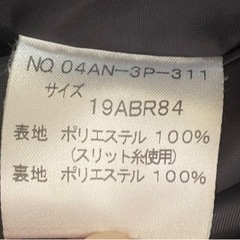 NO. 04AN-3P-311
サイズ
19ABR84
表地 ポリエステル 100%
(スリット糸使用)
裏地 ポリエステル 100%